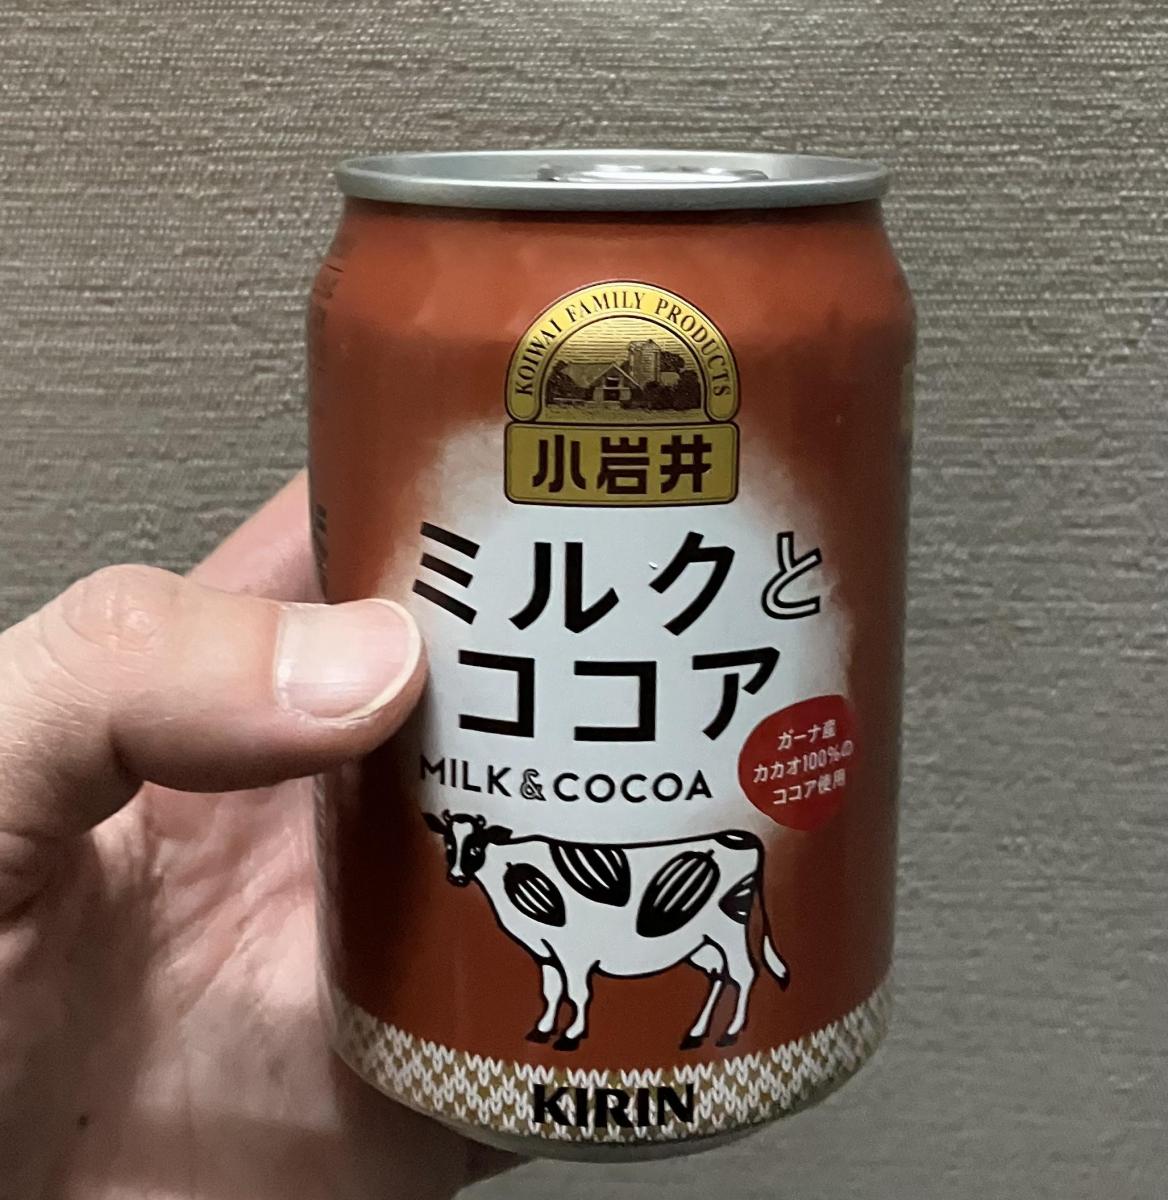 KOIWAI FAMILY PRODUCTS
小岩井
ミルクと
ココア
MILK & COCOA
ガーナ産
カカオ100%の
ココア使用
KIRIN